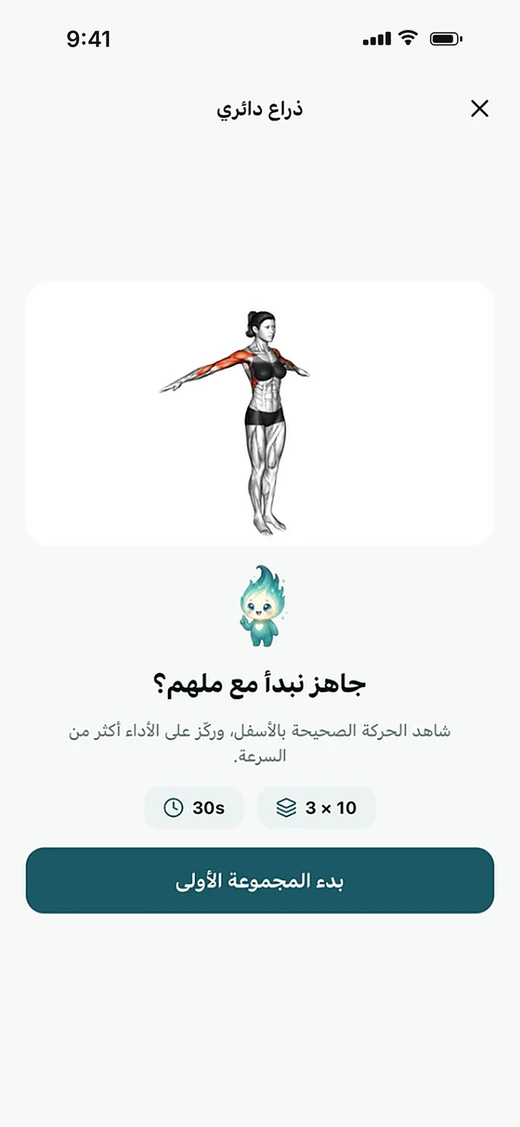 9:41
ذراع دائري
جاهز نبدأ مع ملهم؟
شاهد الحركة الصحيحة بالأسفل، وركّز على الأداء أكثر من
السرعة.
3 × 10
30s
بدء المجموعة الأولى